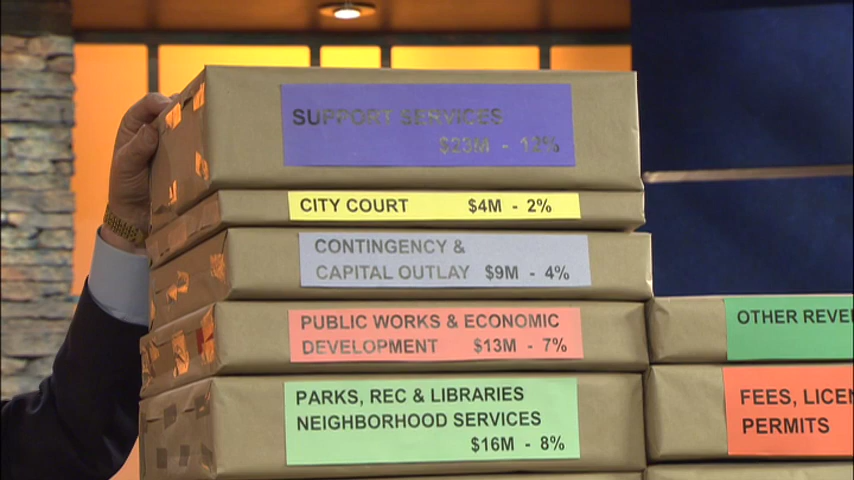 SUPPORT SERVICES
$23M - 13%
CITY COURT $4M - 2%
CONTINGENCY &
CAPITAL OUTLAY $9M - 4%
PUBLIC WORKS & ECONOMIC
DEVELOPMENT $13M - 7%
PARKS, REC & LIBRARIES
NEIGHBORHOOD SERVICES
$16M - 8%
OTHER REVE
FEES, LICEN
PERMITS